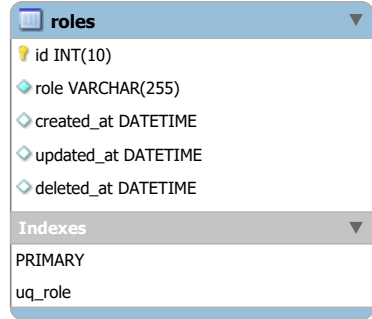 roles
id INT(10)
role VARCHAR(255)
created_at DATETIME
updated_at DATETIME
deleted_at DATETIME
Indexes
PRIMARY
uq_role